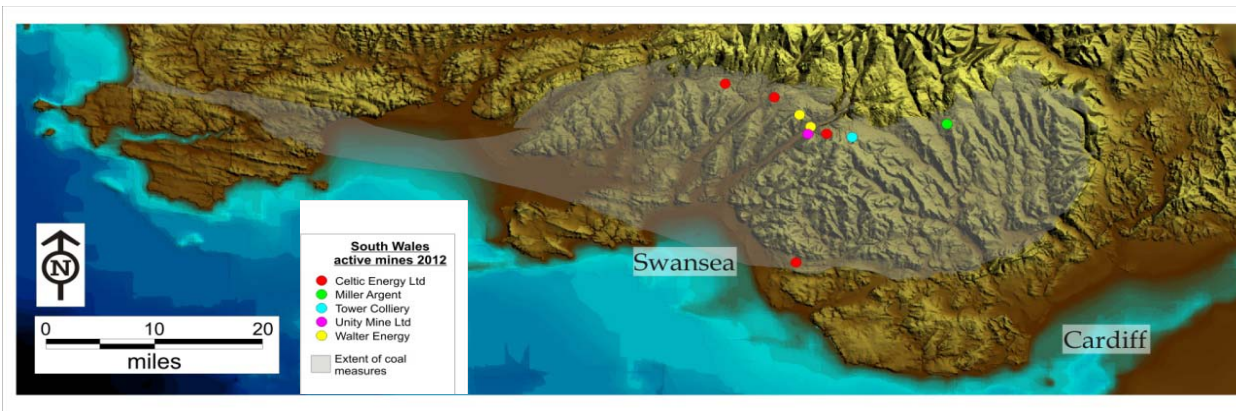 Swansea
Cardiff
N
0 10 20
miles
South Wales
active mines 2012
Celtic Energy Ltd
Miller Argent
Tower Colliery
Unity Mine Ltd
Walter Energy
Extent of coal
measures